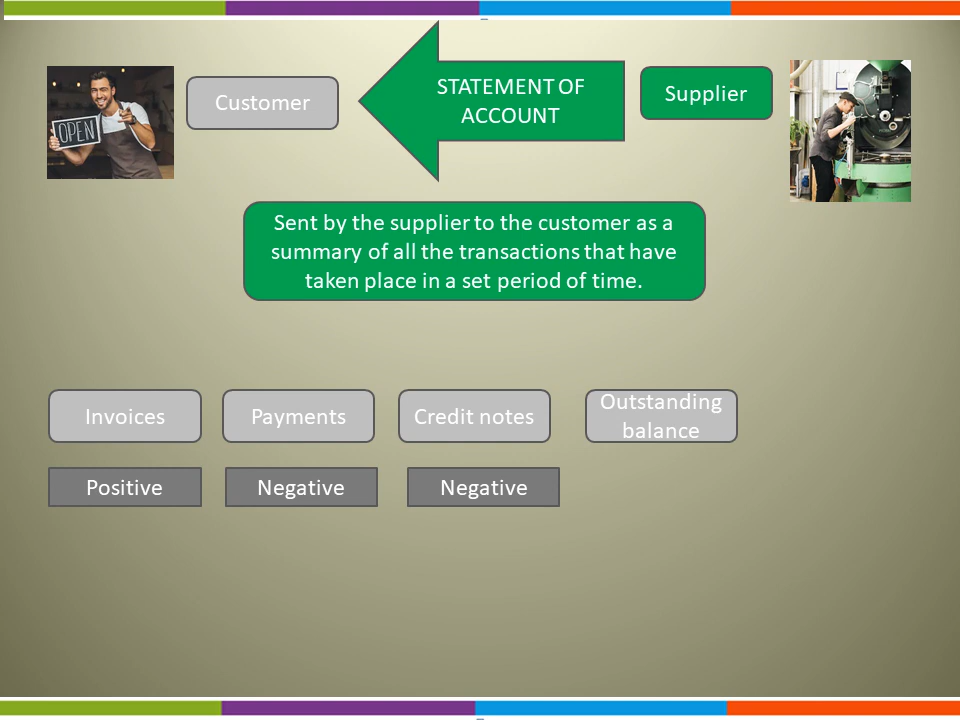 OPEN
Customer
STATEMENT OF
ACCOUNT
Supplier
Sent by the supplier to the customer as a
summary of all the transactions that have
taken place in a set period of time.
Invoices
Payments
Credit notes
Outstanding
balance
Positive
Negative
Negative